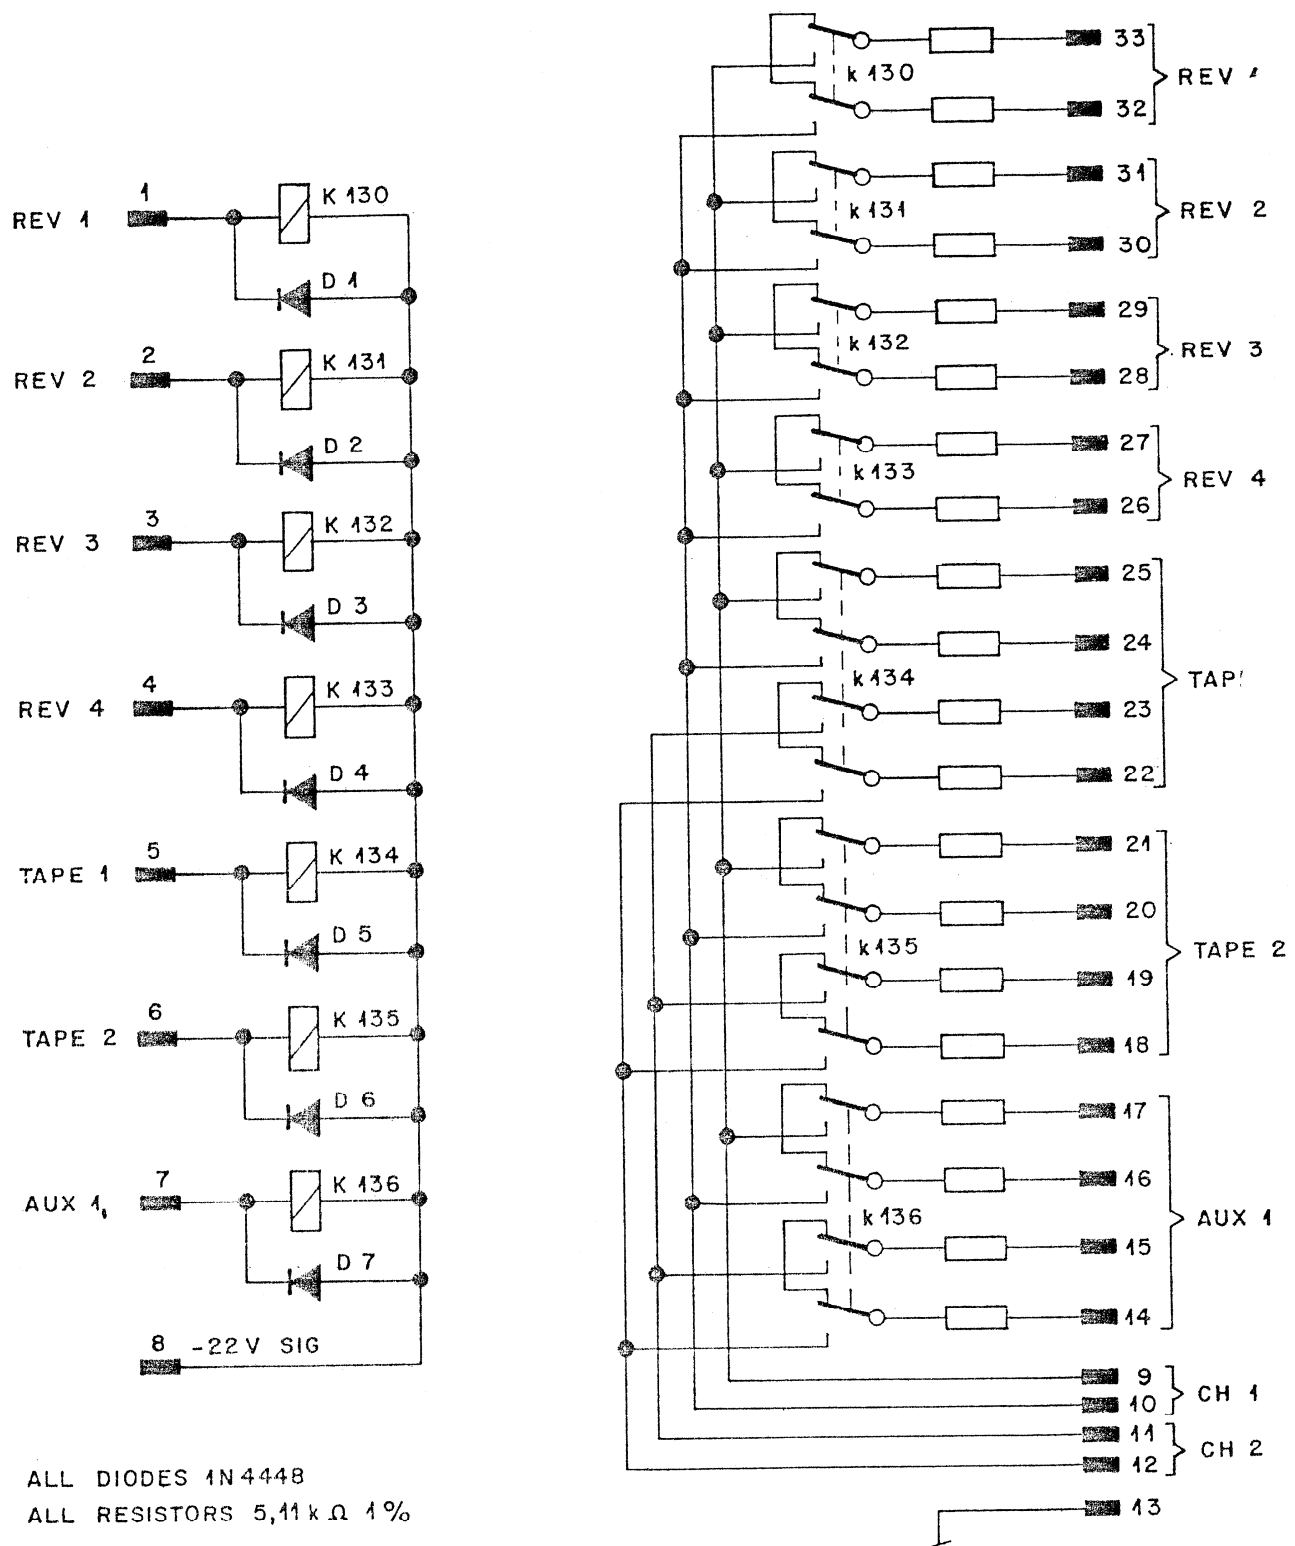 REV 1 1 K 130
D 1
REV 2 2 K 131
D 2
REV 3 3 K 132
D 3
REV 4 4 K 133
D 4
TAPE 1 5 K 134
D 5
TAPE 2 6 K 135
D 6
AUX 1 7 K 136
D 7
8 -22V SIG
ALL DIODES 1N4448
ALL RESISTORS 5,11 k Ω 1%
33
k 130 REV
32
31
k 131 REV 2
30
29
k 132 REV 3
28
27
k 133 REV 4
26
25
24
k 134
23
22
21
20
k 135 TAPE 2
19
18
17
16
k 136 AUX 1
15
14
9
CH 1
10
11
CH 2
12
13